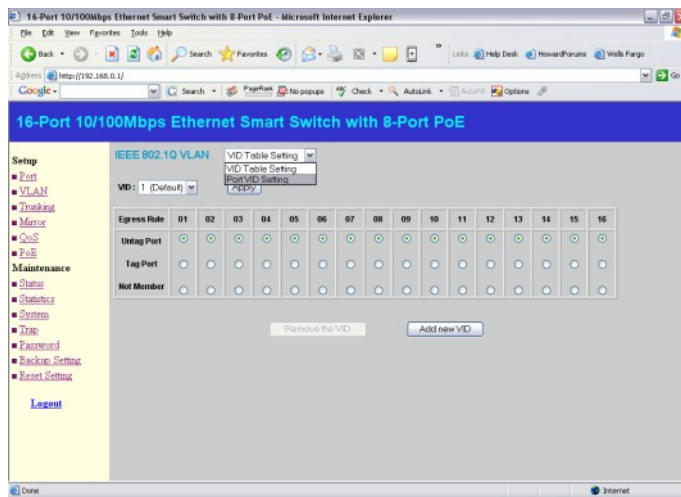 16-Port 10/100Mbps Ethernet Smart Switch with 8-Port PoE - Microsoft Internet Explorer
File Edit View Favorites Tools Help
Back Search Favorites Links Help Desk HowardForums Wells Fargo
Address http://192.168.0.1/ Go
Google Search PageRank No popups ABC Check AutoLink AutoFill Options
16-Port 10/100Mbps Ethernet Smart Switch with 8-Port PoE
Setup
Port
VLAN
Trunking
Mirror
QoS
PoE
Maintenance
Status
Statistics
System
Trap
Password
Backup Setting
Reset Setting
Logout
IEEE 802.1Q VLAN VID Table Setting
VID Table Setting
Port VID Setting
VID: 1 (Default) Apply
Egress Rule 01 02 03 04 05 06 07 08 09 10 11 12 13 14 15 16
Untag Port
Tag Port
Not Member
Remove the VID Add new VID
Done Internet